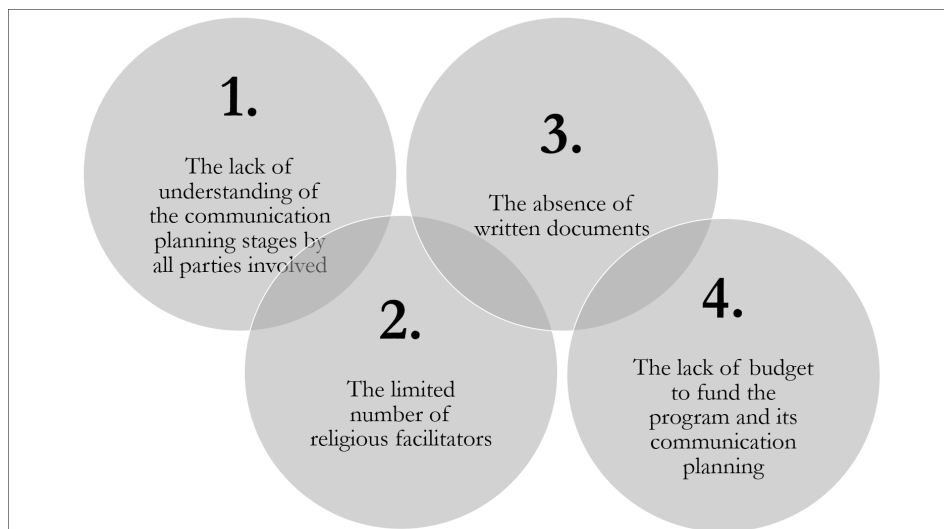 1.
The lack of
understanding of
the communication
planning stages by
all parties involved
2.
The limited
number of
religious facilitators
3.
The absence of
written documents
4.
The lack of budget
to fund the
program and its
communication
planning